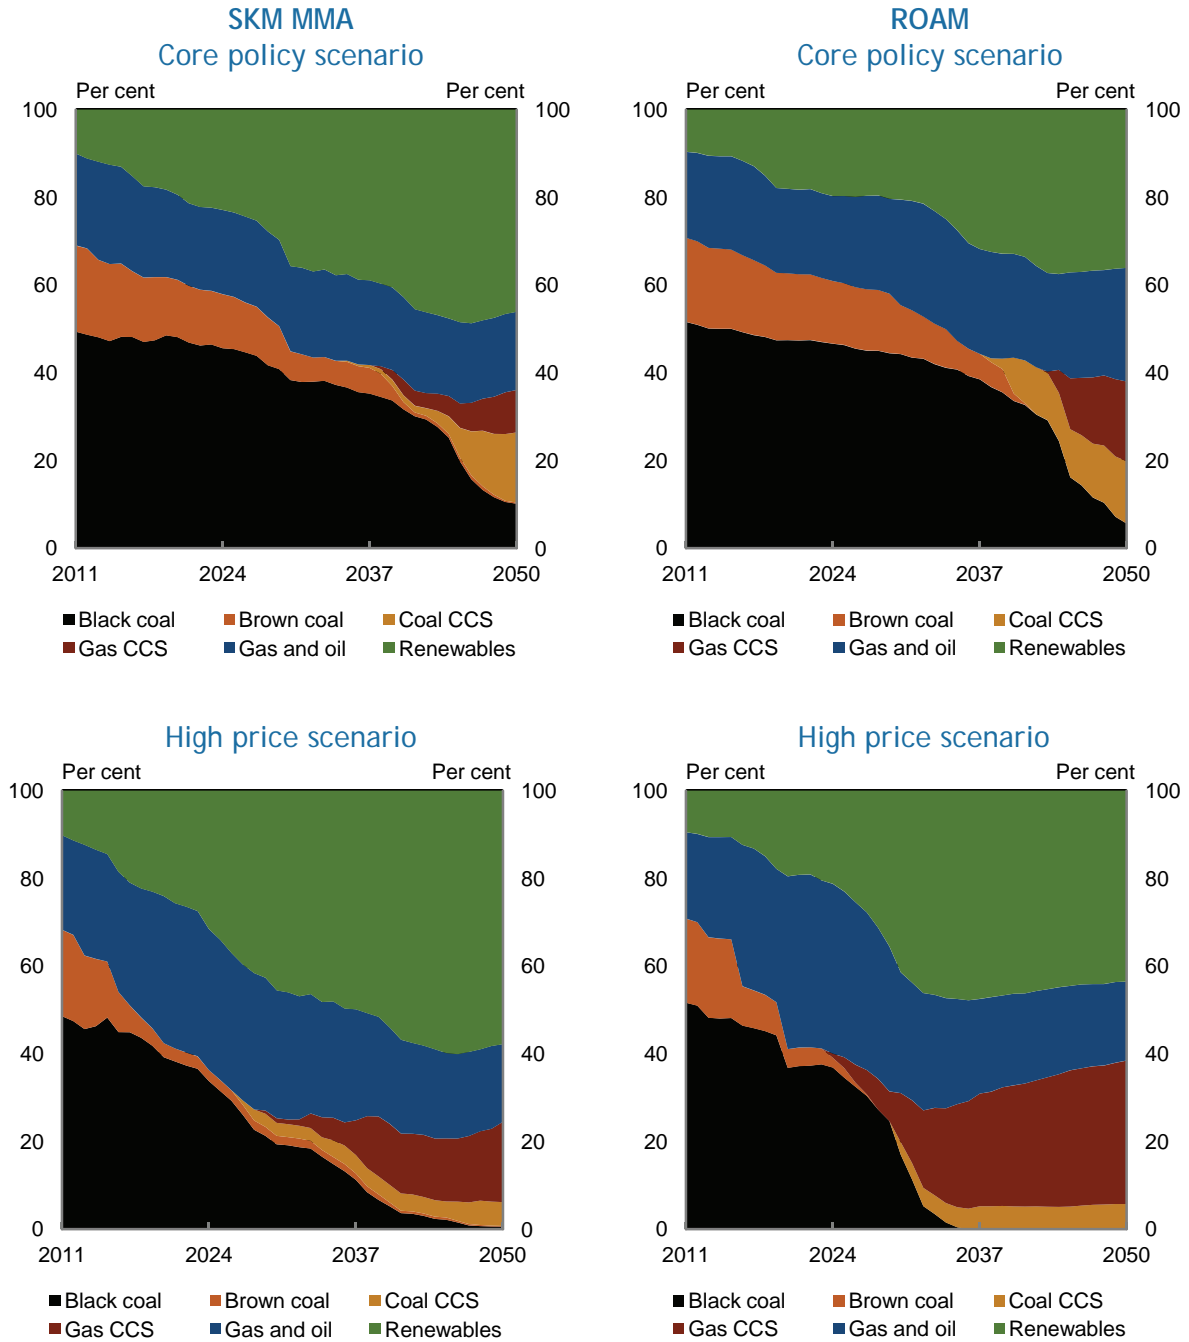 SKM MMA
Core policy scenario
Per cent Per cent
100 100
80 80
60 60
40 40
20 20
0 0
2011 2024 2037 2050
Black coal Brown coal Coal CCS
Gas CCS Gas and oil Renewables
ROAM
Core policy scenario
Per cent Per cent
100 100
80 80
60 60
40 40
20 20
0 0
2011 2024 2037 2050
Black coal Brown coal Coal CCS
Gas CCS Gas and oil Renewables
High price scenario
Per cent Per cent
100 100
80 80
60 60
40 40
20 20
0 0
2011 2024 2037 2050
Black coal Brown coal Coal CCS
Gas CCS Gas and oil Renewables
High price scenario
Per cent Per cent
100 100
80 80
60 60
40 40
20 20
0 0
2011 2024 2037 2050
Black coal Brown coal Coal CCS
Gas CCS Gas and oil Renewables